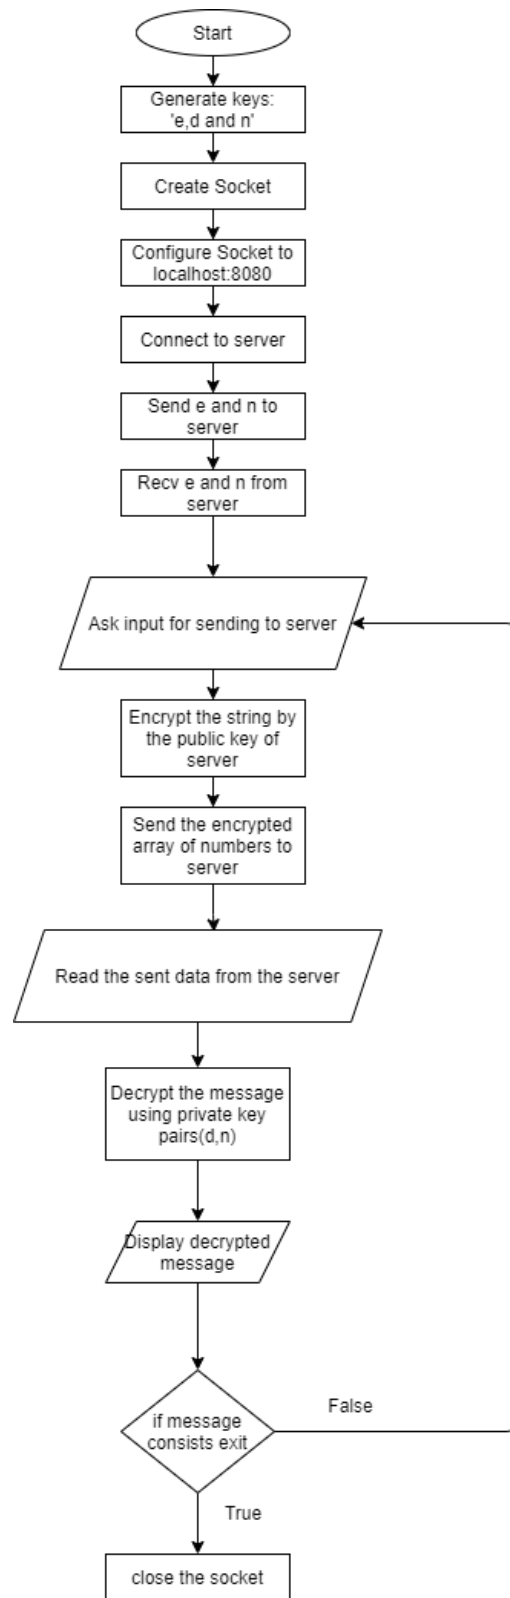 Start
Generate keys:
'e,d and n'
Create Socket
Configure Socket to
localhost:8080
Connect to server
Send e and n to
server
Recv e and n from
server
Ask input for sending to server
Encrypt the string by
the public key of
server
Send the encrypted
array of numbers to
server
Read the sent data from the server
Decrypt the message
using private key
pairs(d,n)
Display decrypted
message
if message
consists exit
False
True
close the socket